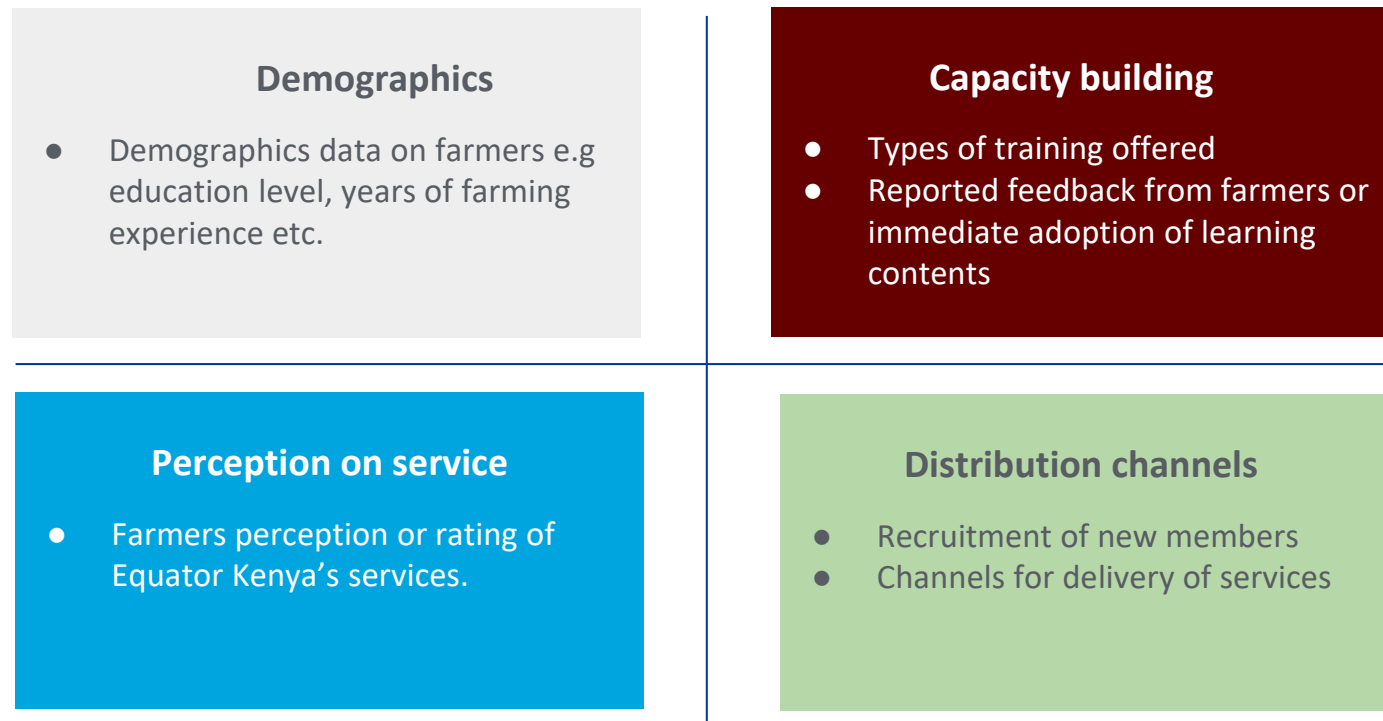 Demographics
● Demographics data on farmers e.g
education level, years of farming
experience etc.
Capacity building
● Types of training offered
● Reported feedback from farmers or
immediate adoption of learning
contents
Perception on service
● Farmers perception or rating of
Equator Kenya’s services.
Distribution channels
● Recruitment of new members
● Channels for delivery of services